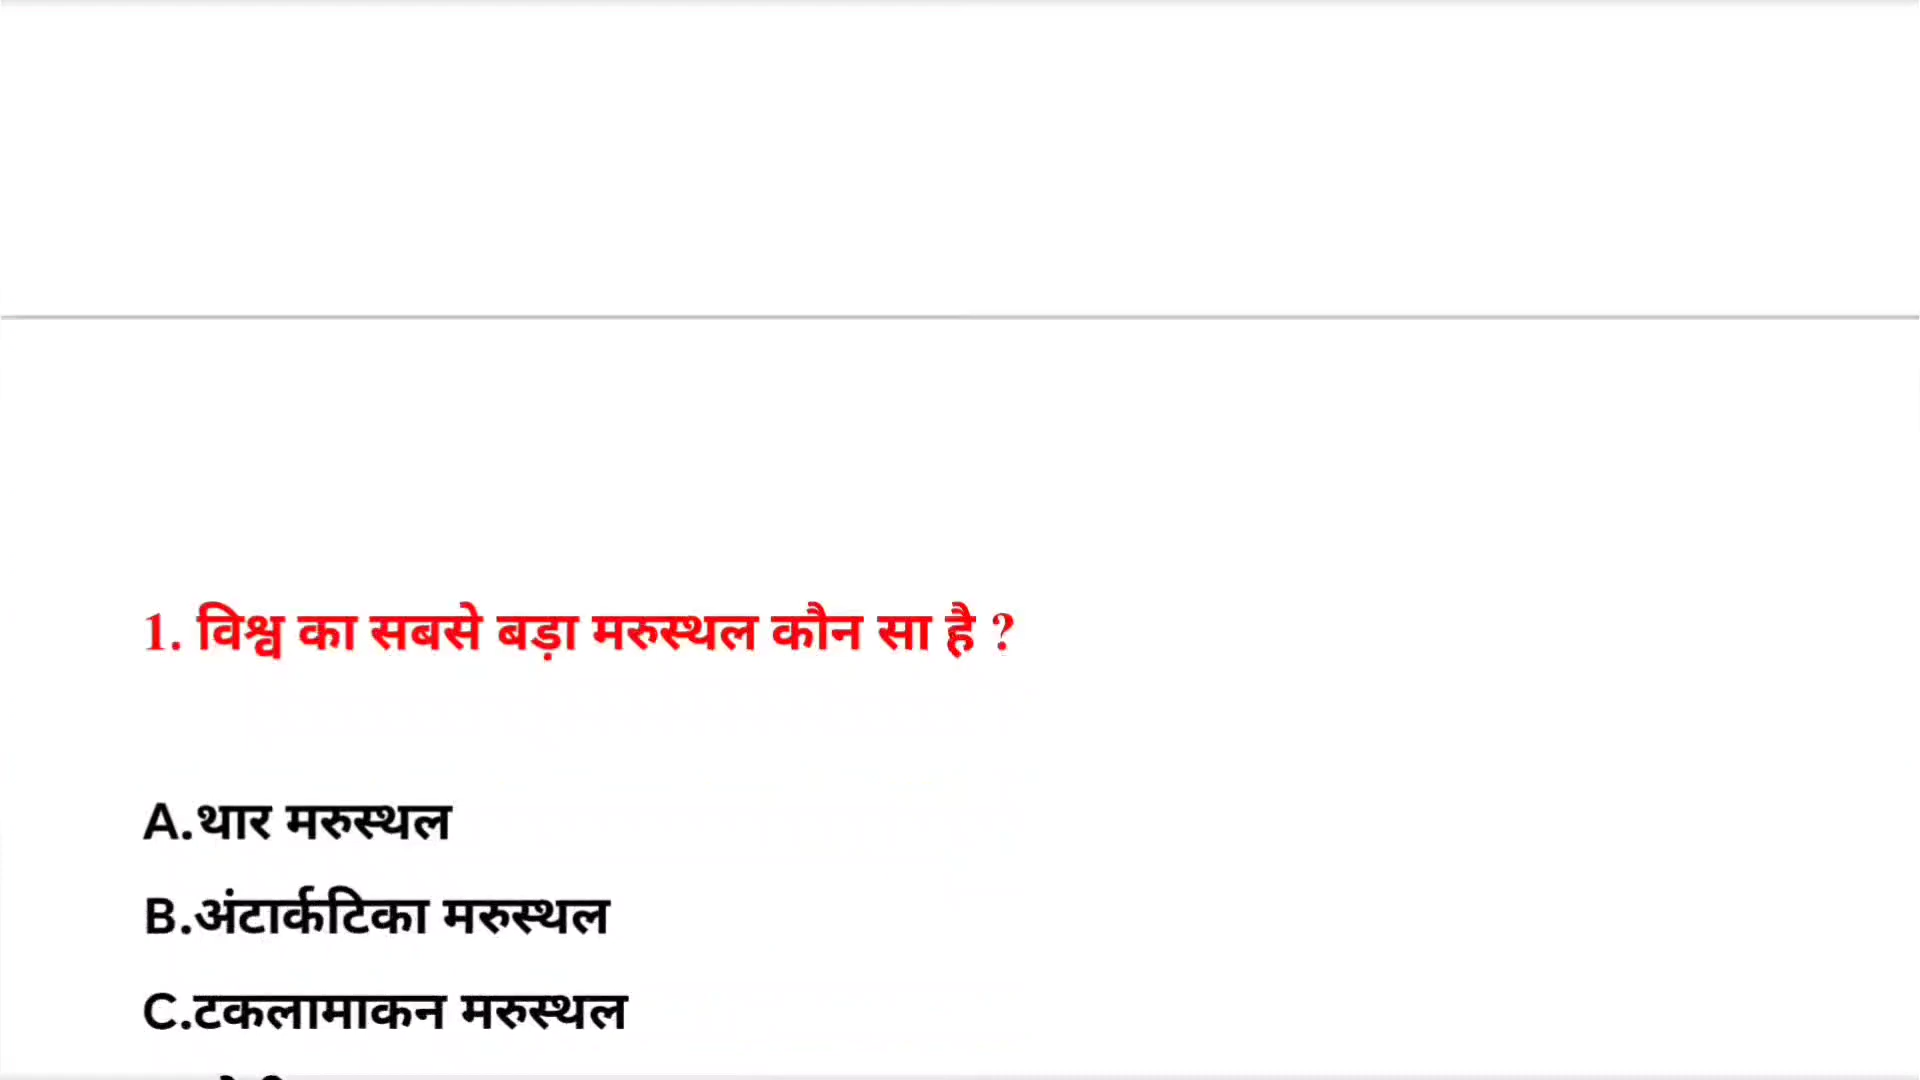 1. विश्व का सबसे बड़ा मरुस्थल कौन सा है ?
A.थार मरुस्थल
B.अंटार्कटिका मरुस्थल
C.टकलामाकन मरुस्थल